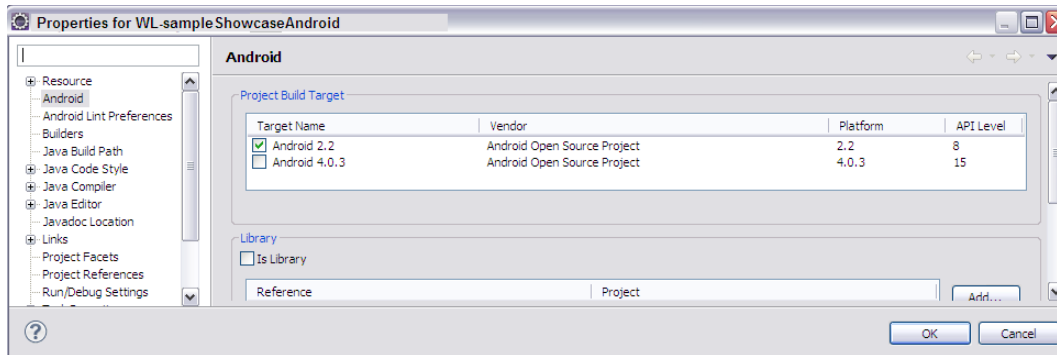 Properties for WL-sampleShowcaseAndroid
Resource
Android
Android Lint Preferences
Builders
Java Build Path
Java Code Style
Java Compiler
Java Editor
Javadoc Location
Links
Project Facets
Project References
Run/Debug Settings
Android
Project Build Target
Target Name Vendor Platform API Level
Android 2.2 Android Open Source Project 2.2 8
Android 4.0.3 Android Open Source Project 4.0.3 15
Library
Is Library
Reference Project
Add...
OK Cancel